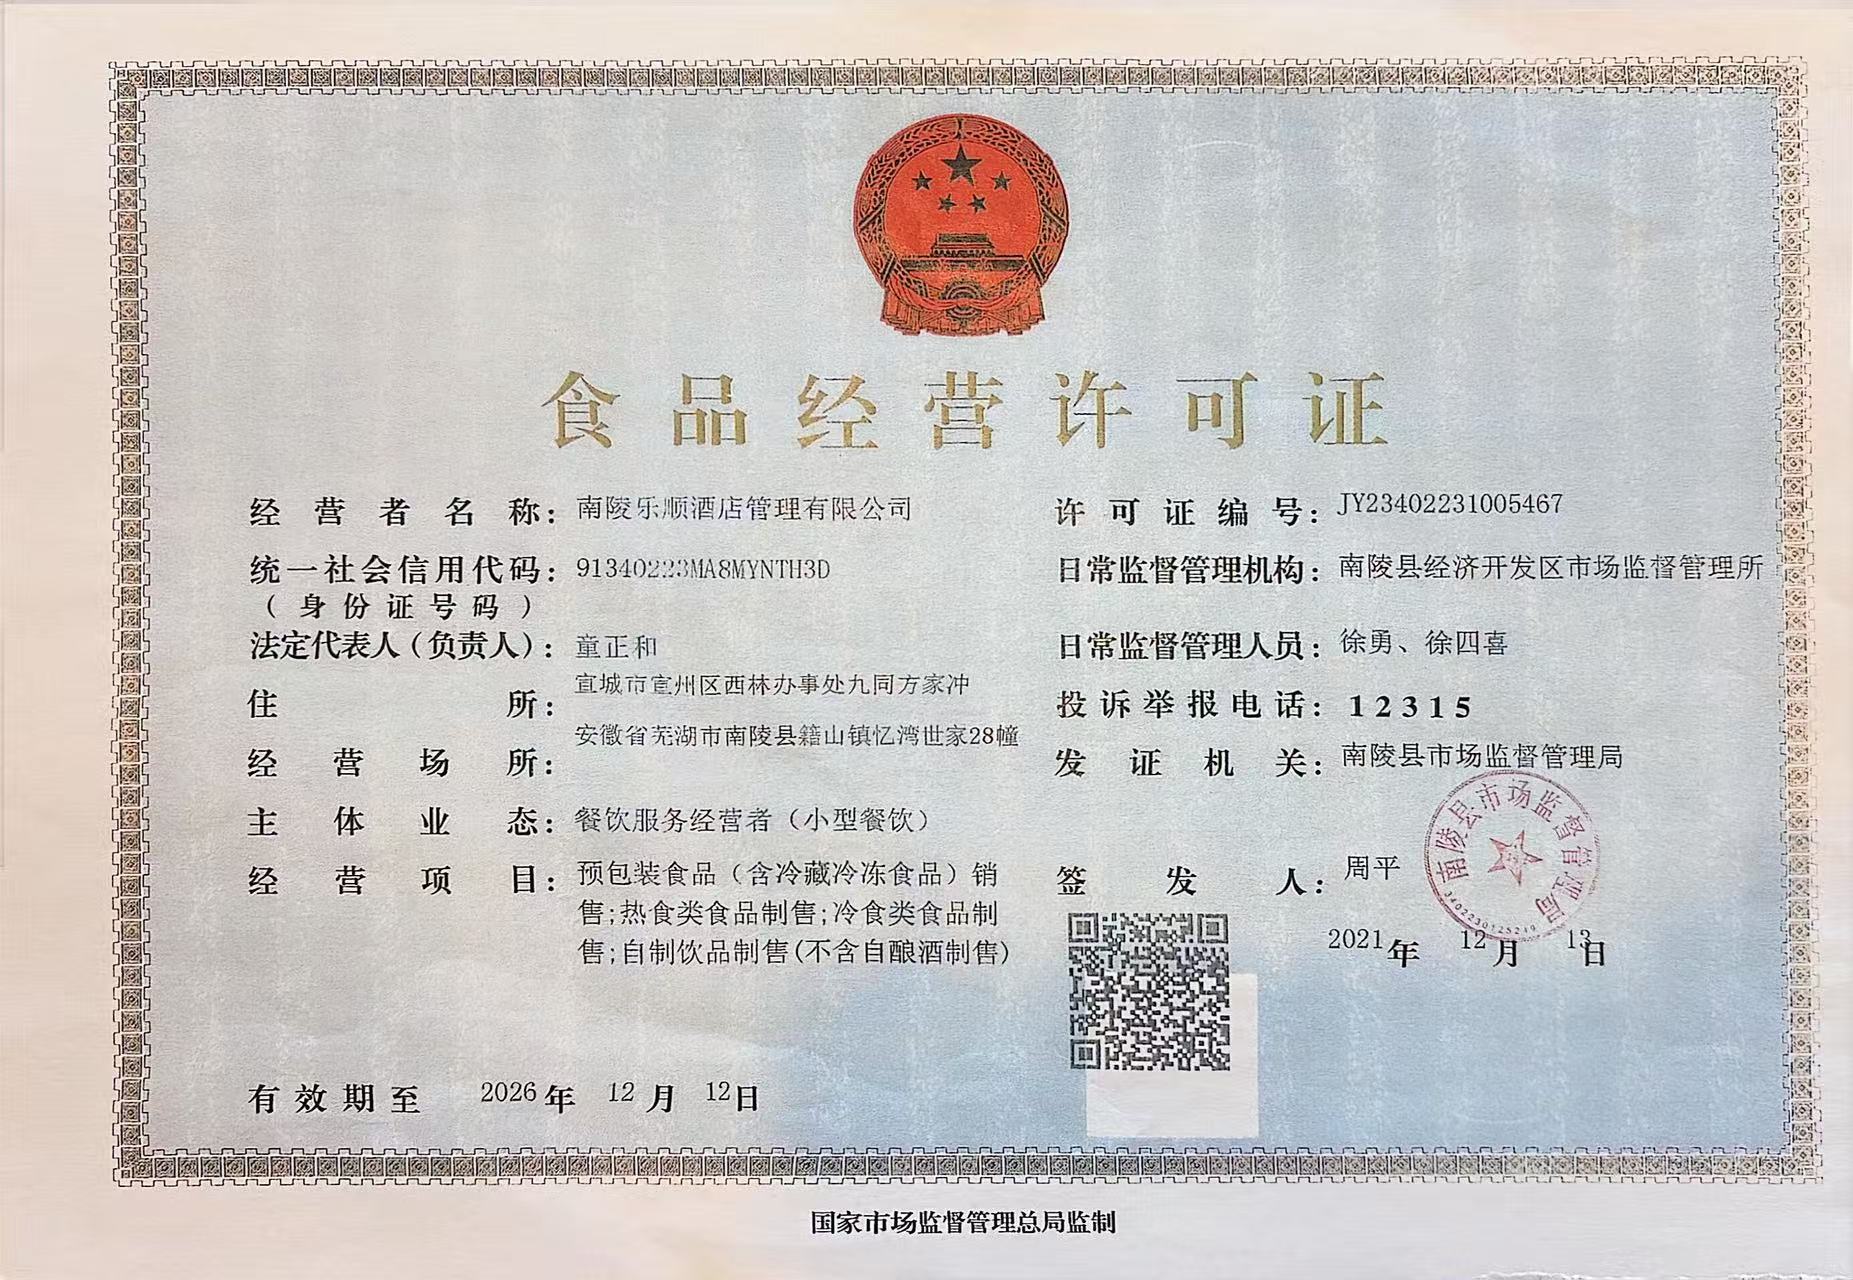 食品经营许可证
经营者名称：南陵乐顺酒店管理有限公司
统一社会信用代码：91340223MA8MYNTH3D
（身份证号码）
法定代表人（负责人）：童正和
住所：宣城市宣州区西林办事处九同方家冲
经营场所：安徽省芜湖市南陵县籍山镇忆湾世家28幢
主体业态：餐饮服务经营者（小型餐饮）
经营项目：预包装食品（含冷藏冷冻食品）销
售;热食类食品制售;冷食类食品制
售;自制饮品制售(不含自酿酒制售)
有效期至 2026年 12月 12日
许可证编号：JY23402231005467
日常监督管理机构：南陵县经济开发区市场监督管理所
日常监督管理人员：徐勇、徐四喜
投诉举报电话：12315
发证机关：南陵县市场监督管理局
签发人：周平
南陵县市场监督管理局
2021年 12月 13日
国家市场监督管理总局监制